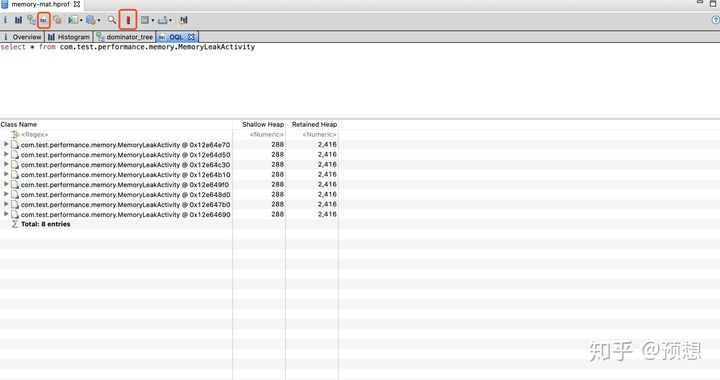 memory-mat.hprof
Overview Histogram dominator_tree OQL
select * from com.test.performance.memory.MemoryLeakActivity
Class Name Shallow Heap Retained Heap
<Regex> <Numeric> <Numeric>
com.test.performance.memory.MemoryLeakActivity @ 0x12e64e70 288 2,416
com.test.performance.memory.MemoryLeakActivity @ 0x12e64d50 288 2,416
com.test.performance.memory.MemoryLeakActivity @ 0x12e64c30 288 2,416
com.test.performance.memory.MemoryLeakActivity @ 0x12e64b10 288 2,416
com.test.performance.memory.MemoryLeakActivity @ 0x12e649f0 288 2,416
com.test.performance.memory.MemoryLeakActivity @ 0x12e648d0 288 2,416
com.test.performance.memory.MemoryLeakActivity @ 0x12e647b0 288 2,416
com.test.performance.memory.MemoryLeakActivity @ 0x12e64690 288 2,416
Total: 8 entries
知乎 @预想